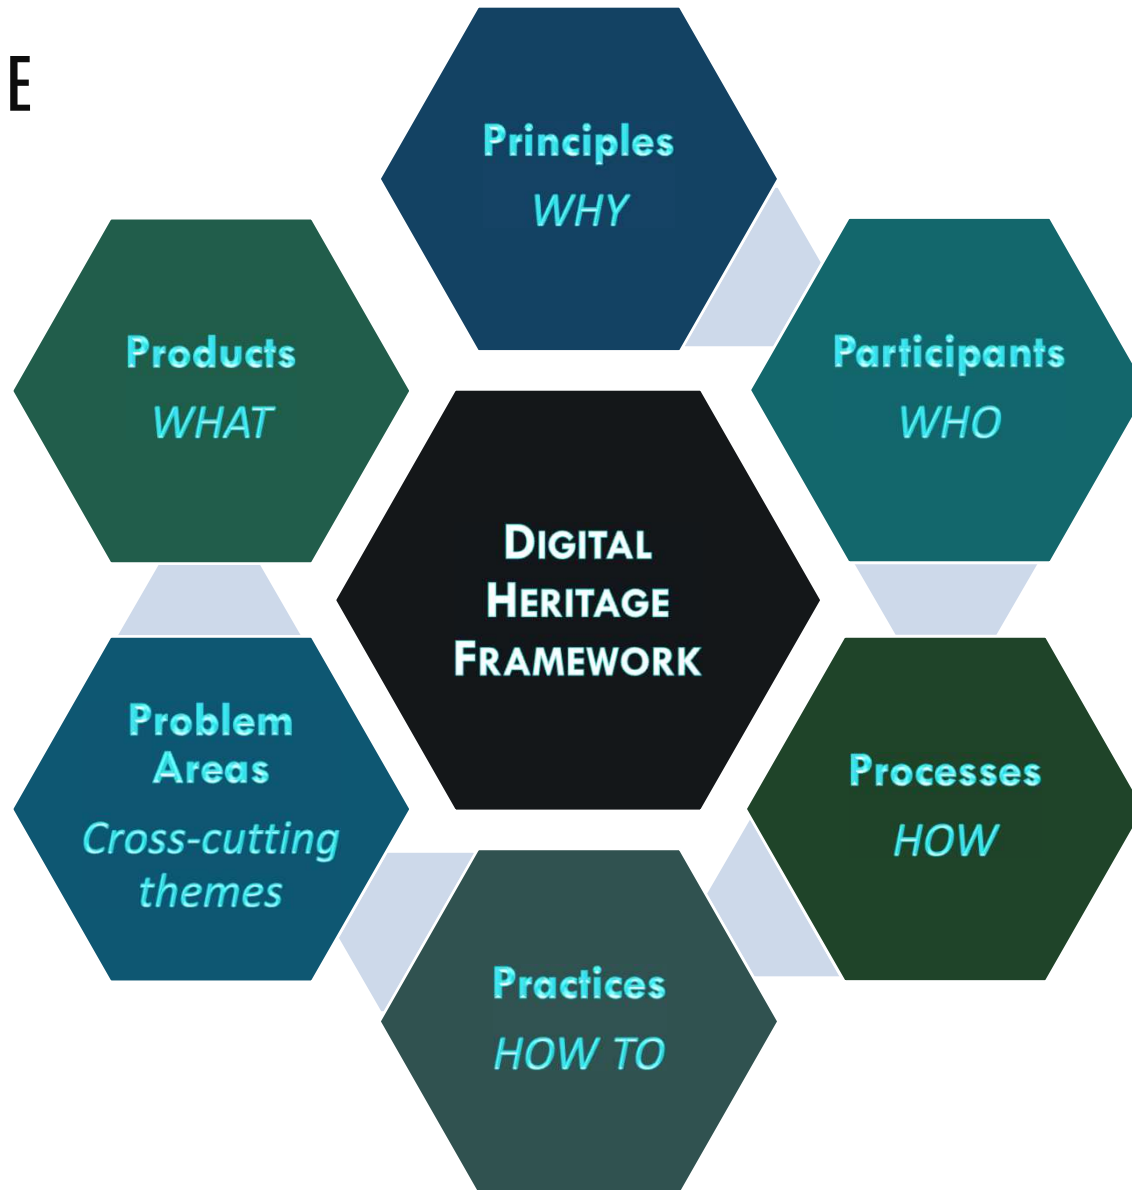 E
Principles
WHY
Products
WHAT
Participants
WHO
DIGITAL
HERITAGE
FRAMEWORK
Problem
Areas
Cross-cutting
themes
Processes
HOW
Practices
HOW TO